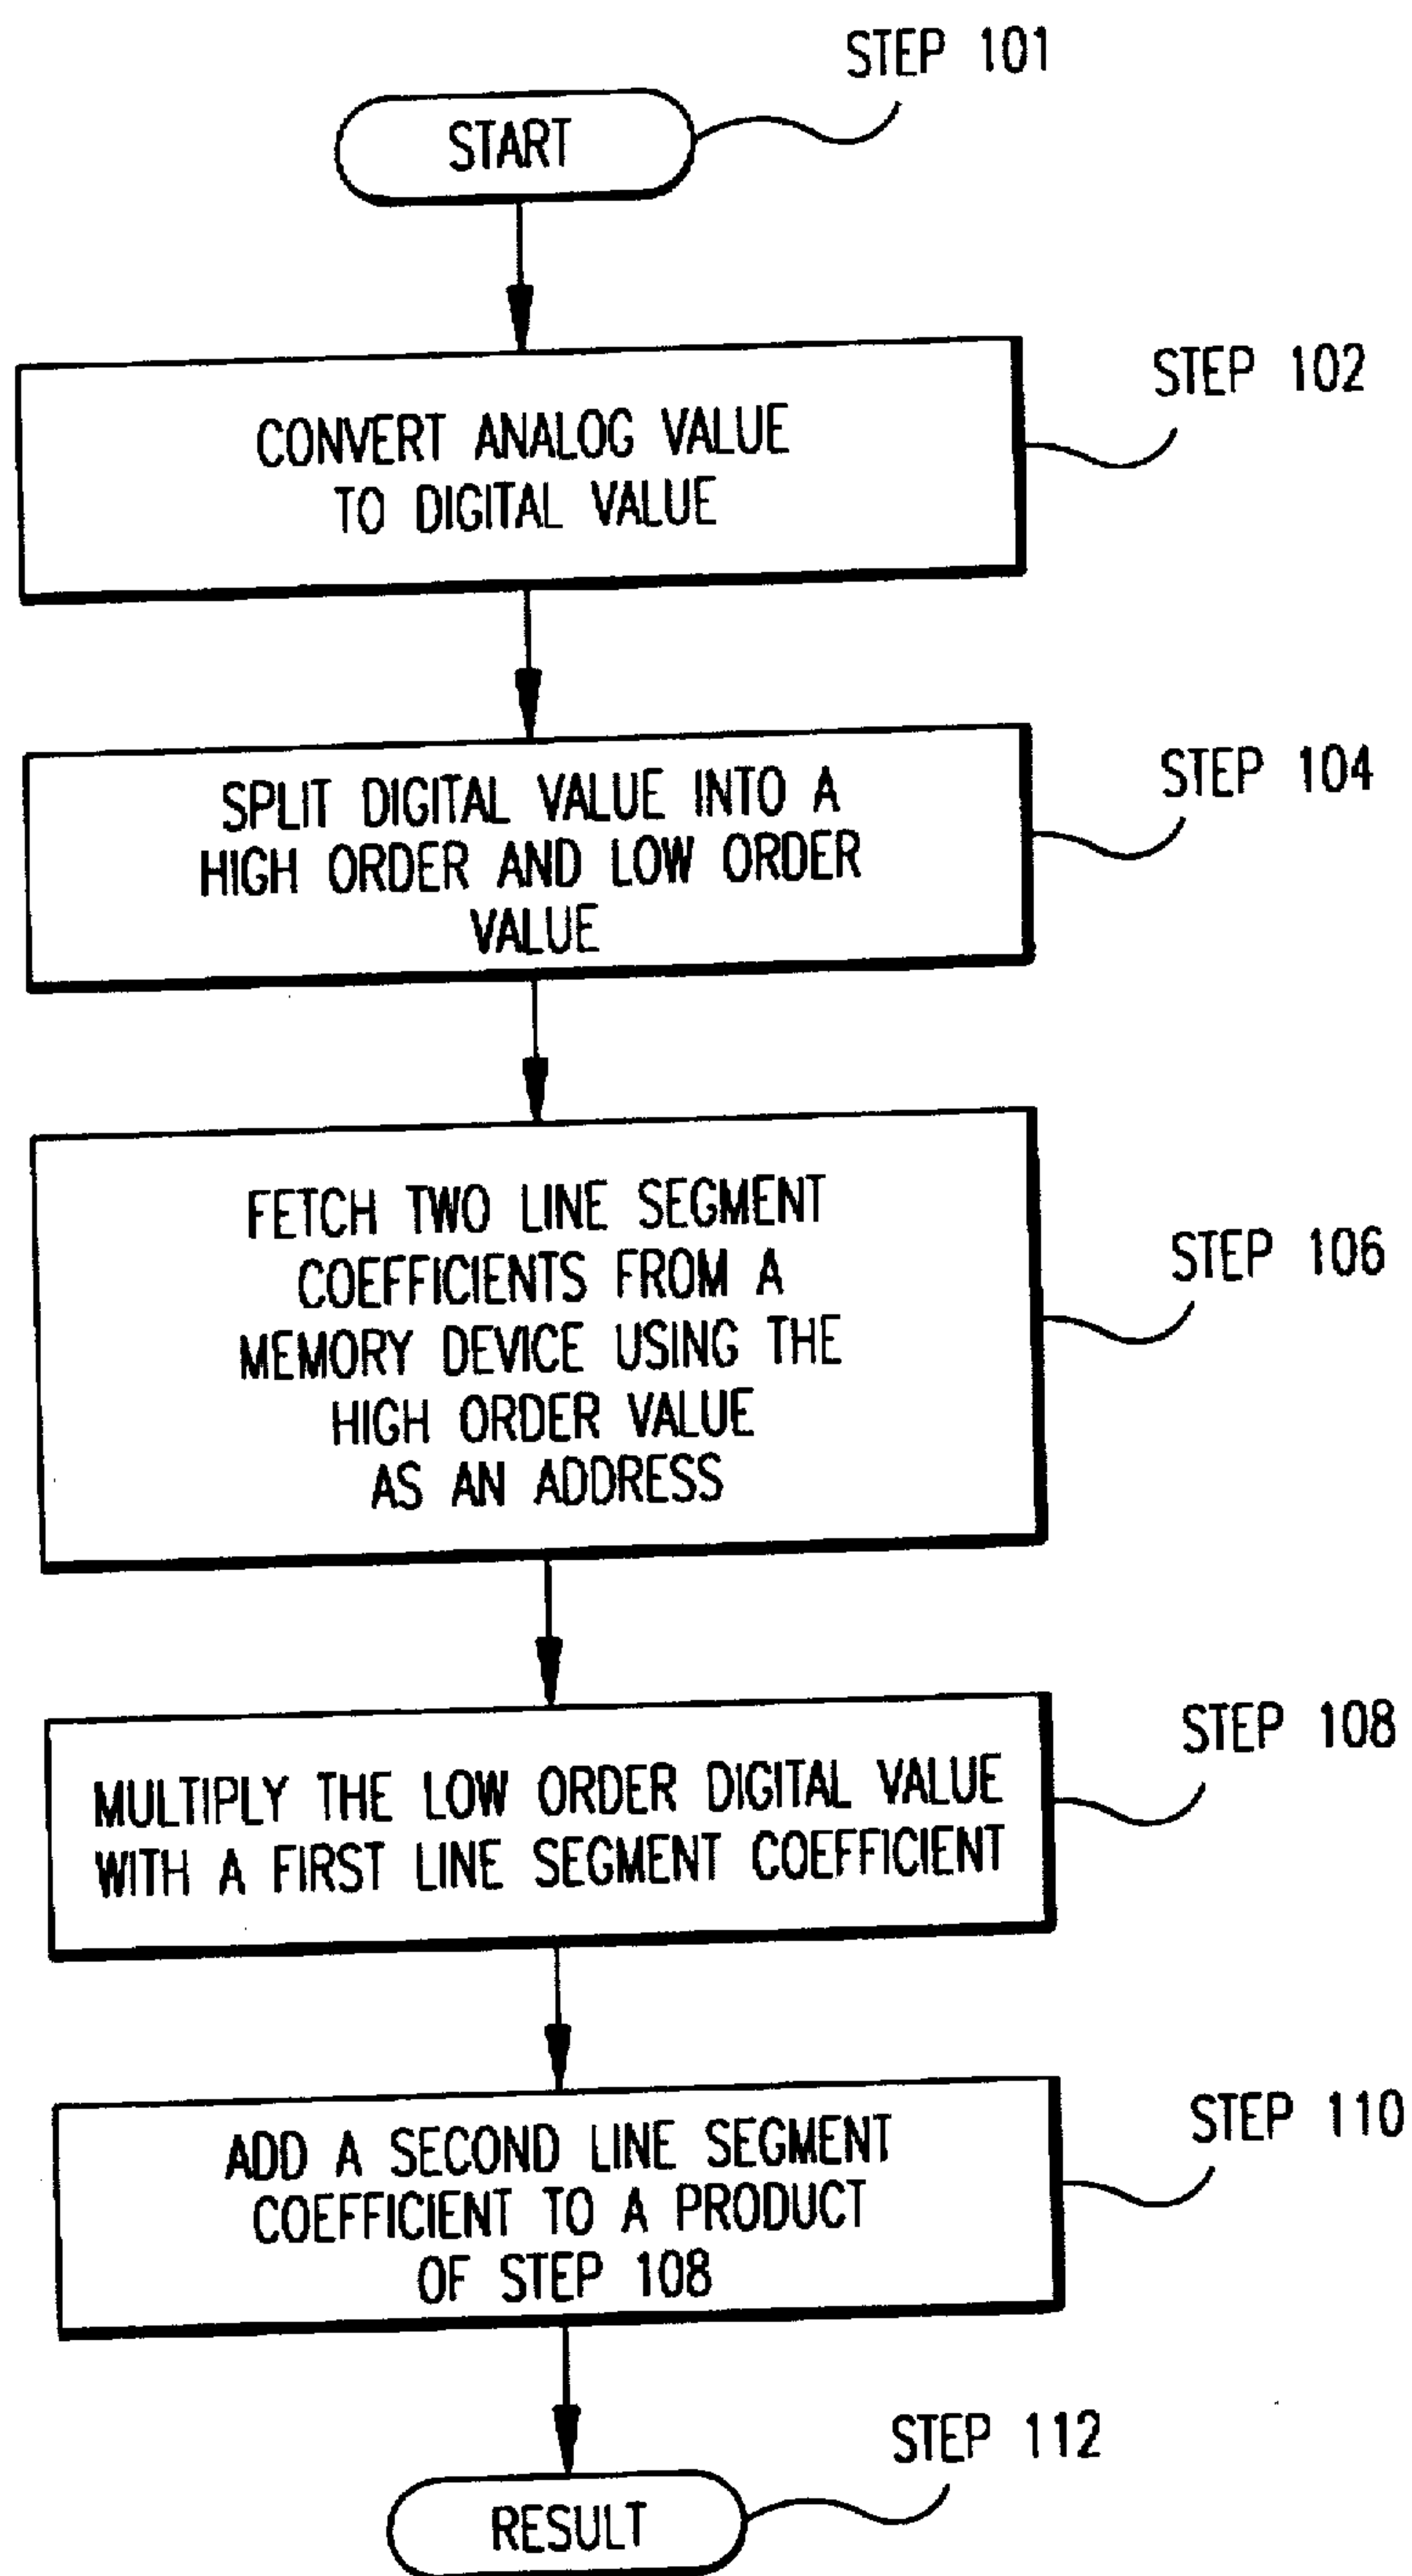 STEP 101
START
STEP 102
CONVERT ANALOG VALUE
TO DIGITAL VALUE
STEP 104
SPLIT DIGITAL VALUE INTO A
HIGH ORDER AND LOW ORDER
VALUE
STEP 106
FETCH TWO LINE SEGMENT
COEFFICIENTS FROM A
MEMORY DEVICE USING THE
HIGH ORDER VALUE
AS AN ADDRESS
STEP 108
MULTIPLY THE LOW ORDER DIGITAL VALUE
WITH A FIRST LINE SEGMENT COEFFICIENT
STEP 110
ADD A SECOND LINE SEGMENT
COEFFICIENT TO A PRODUCT
OF STEP 108
STEP 112
RESULT